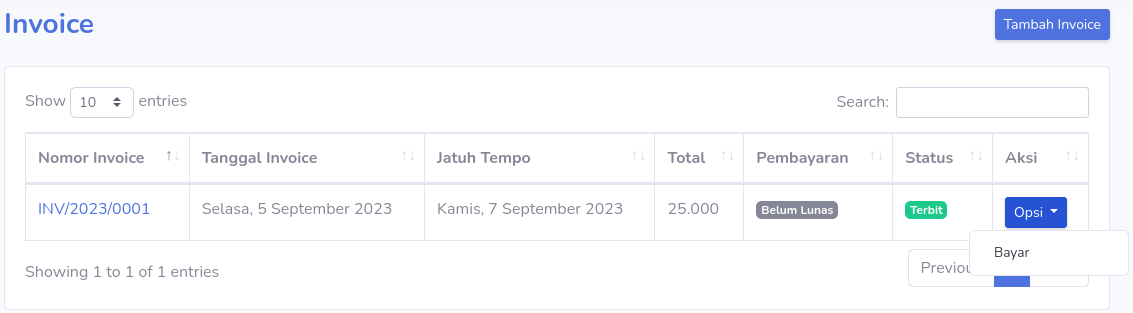 Invoice
Tambah Invoice
Show 10 entries
Search:
Nomor Invoice Tanggal Invoice Jatuh Tempo Total Pembayaran Status Aksi
INV/2023/0001 Selasa, 5 September 2023 Kamis, 7 September 2023 25.000 Belum Lunas Terbit Opsi
Bayar
Showing 1 to 1 of 1 entries